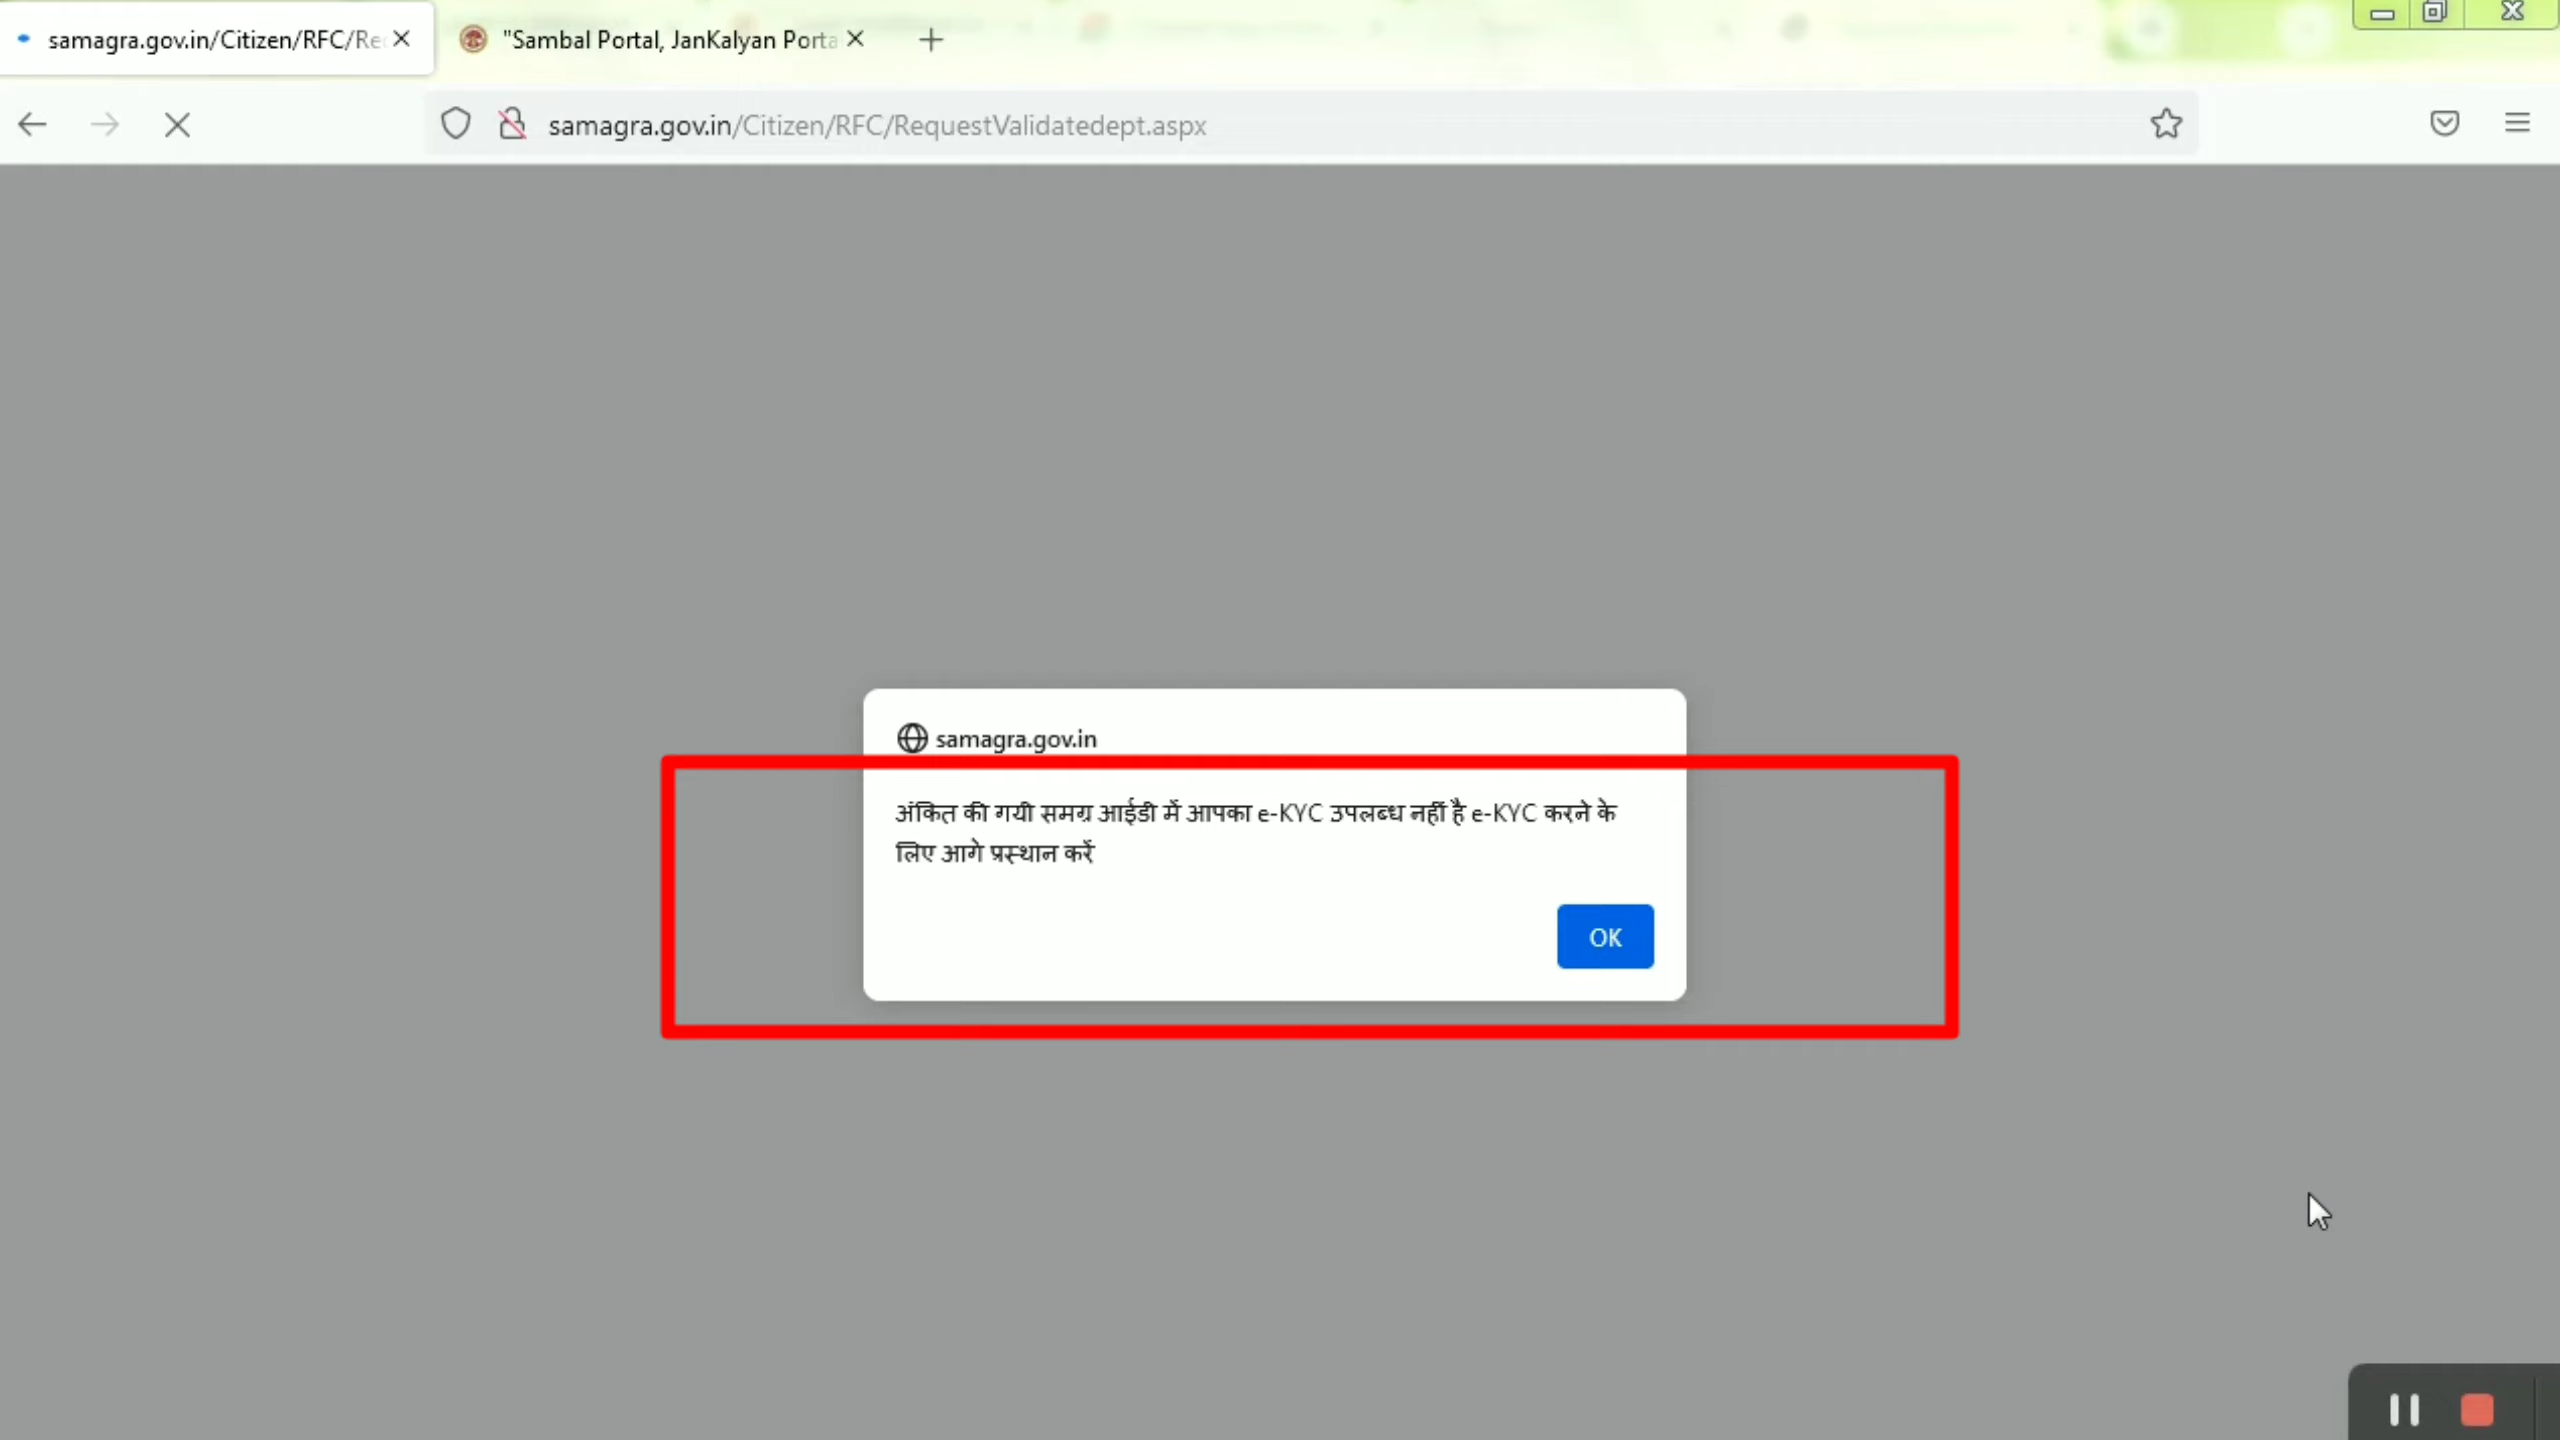 samagra.gov.in/Citizen/RFC/Re
"Sambal Portal, JanKalyan Porta
samagra.gov.in/Citizen/RFC/RequestValidatedept.aspx
samagra.gov.in
अंकित की गयी समग्र आईडी में आपका e-KYC उपलब्ध नहीं है e-KYC करने के
लिए आगे प्रस्थान करें
OK